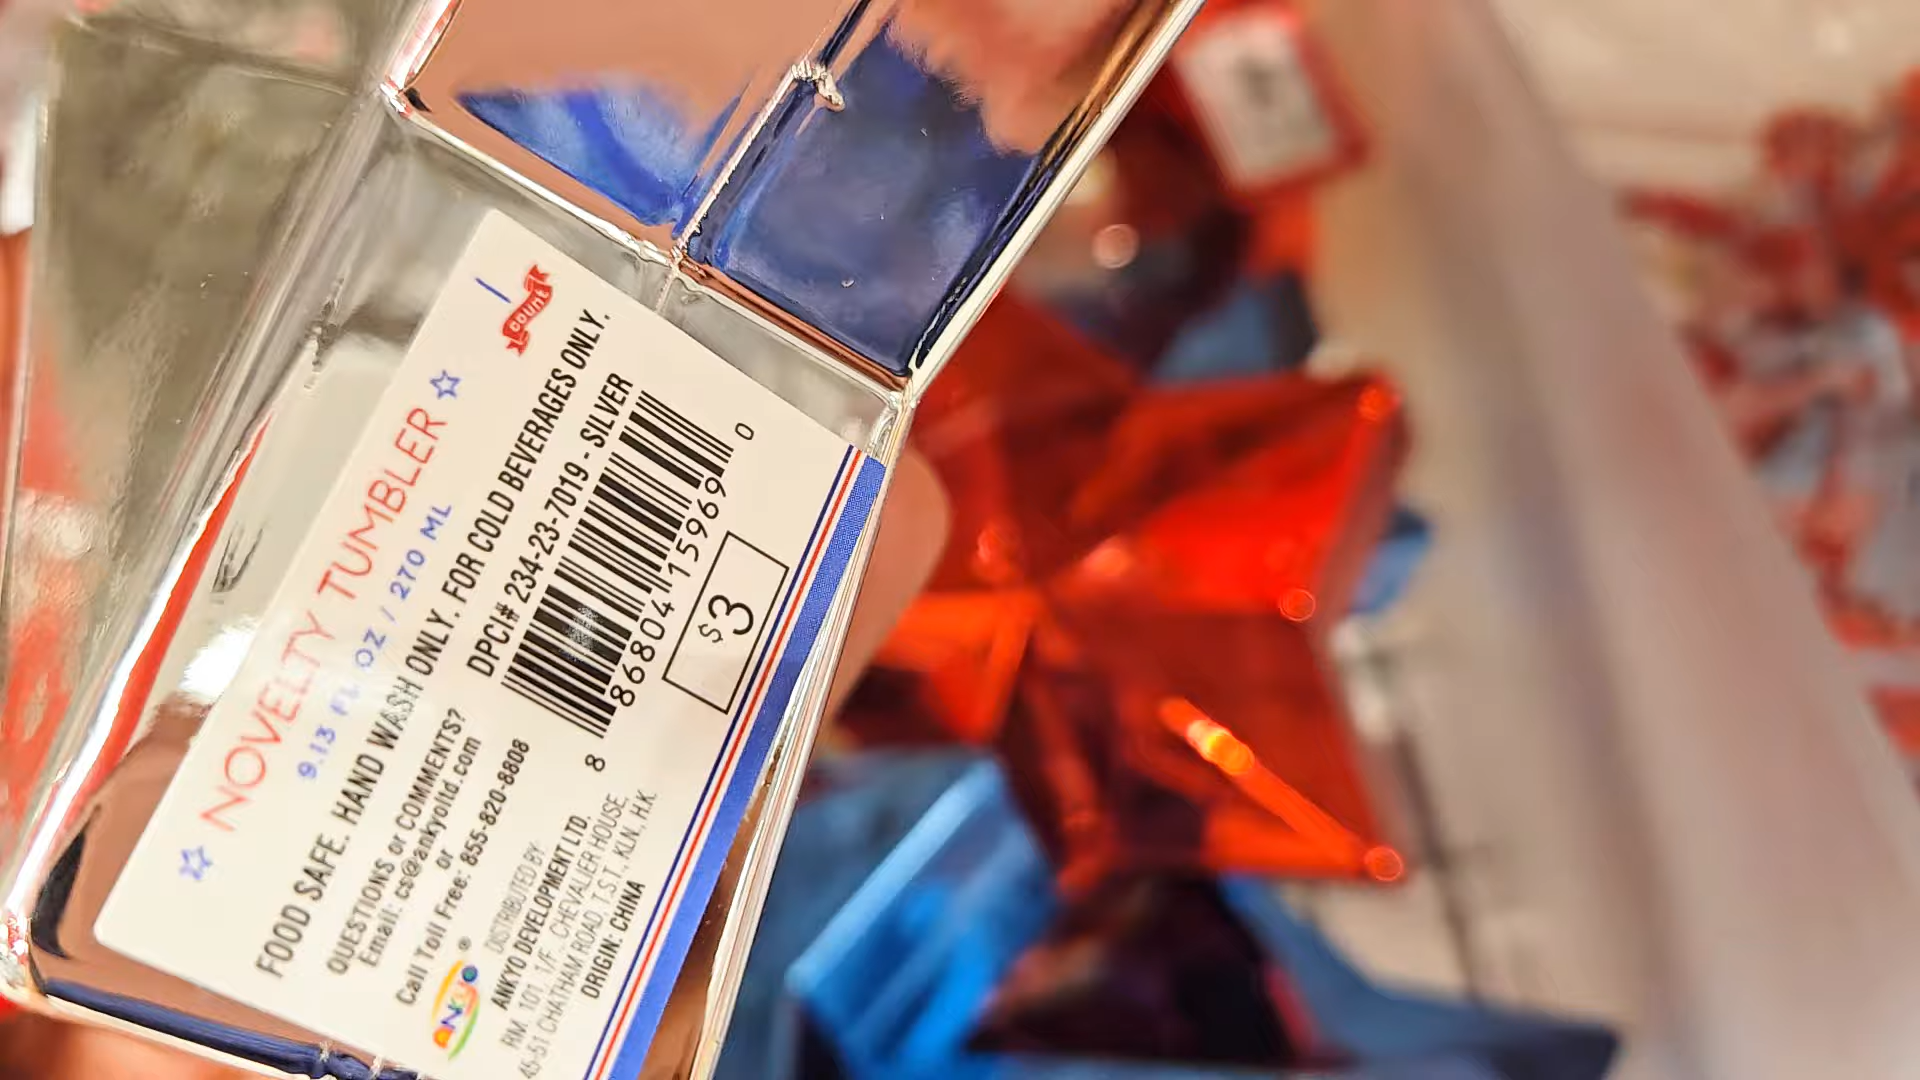 1
count
NOVELTY TUMBLER
9.13 FL OZ / 270 ML
FOOD SAFE. HAND WASH ONLY. FOR COLD BEVERAGES ONLY.
QUESTIONS or COMMENTS?
Email: cs@ankyoltd.com
or
Call Toll Free: 855-820-8808
DPCI# 234-23-7019 - SILVER
8 86804 15969 0
$3
ANKYO®
DISTRIBUTED BY:
ANKYO DEVELOPMENT LTD.
RM. 101, 1/F., CHEVALIER HOUSE,
45-51 CHATHAM ROAD, T.S.T., KLN., H.K.
ORIGIN: CHINA